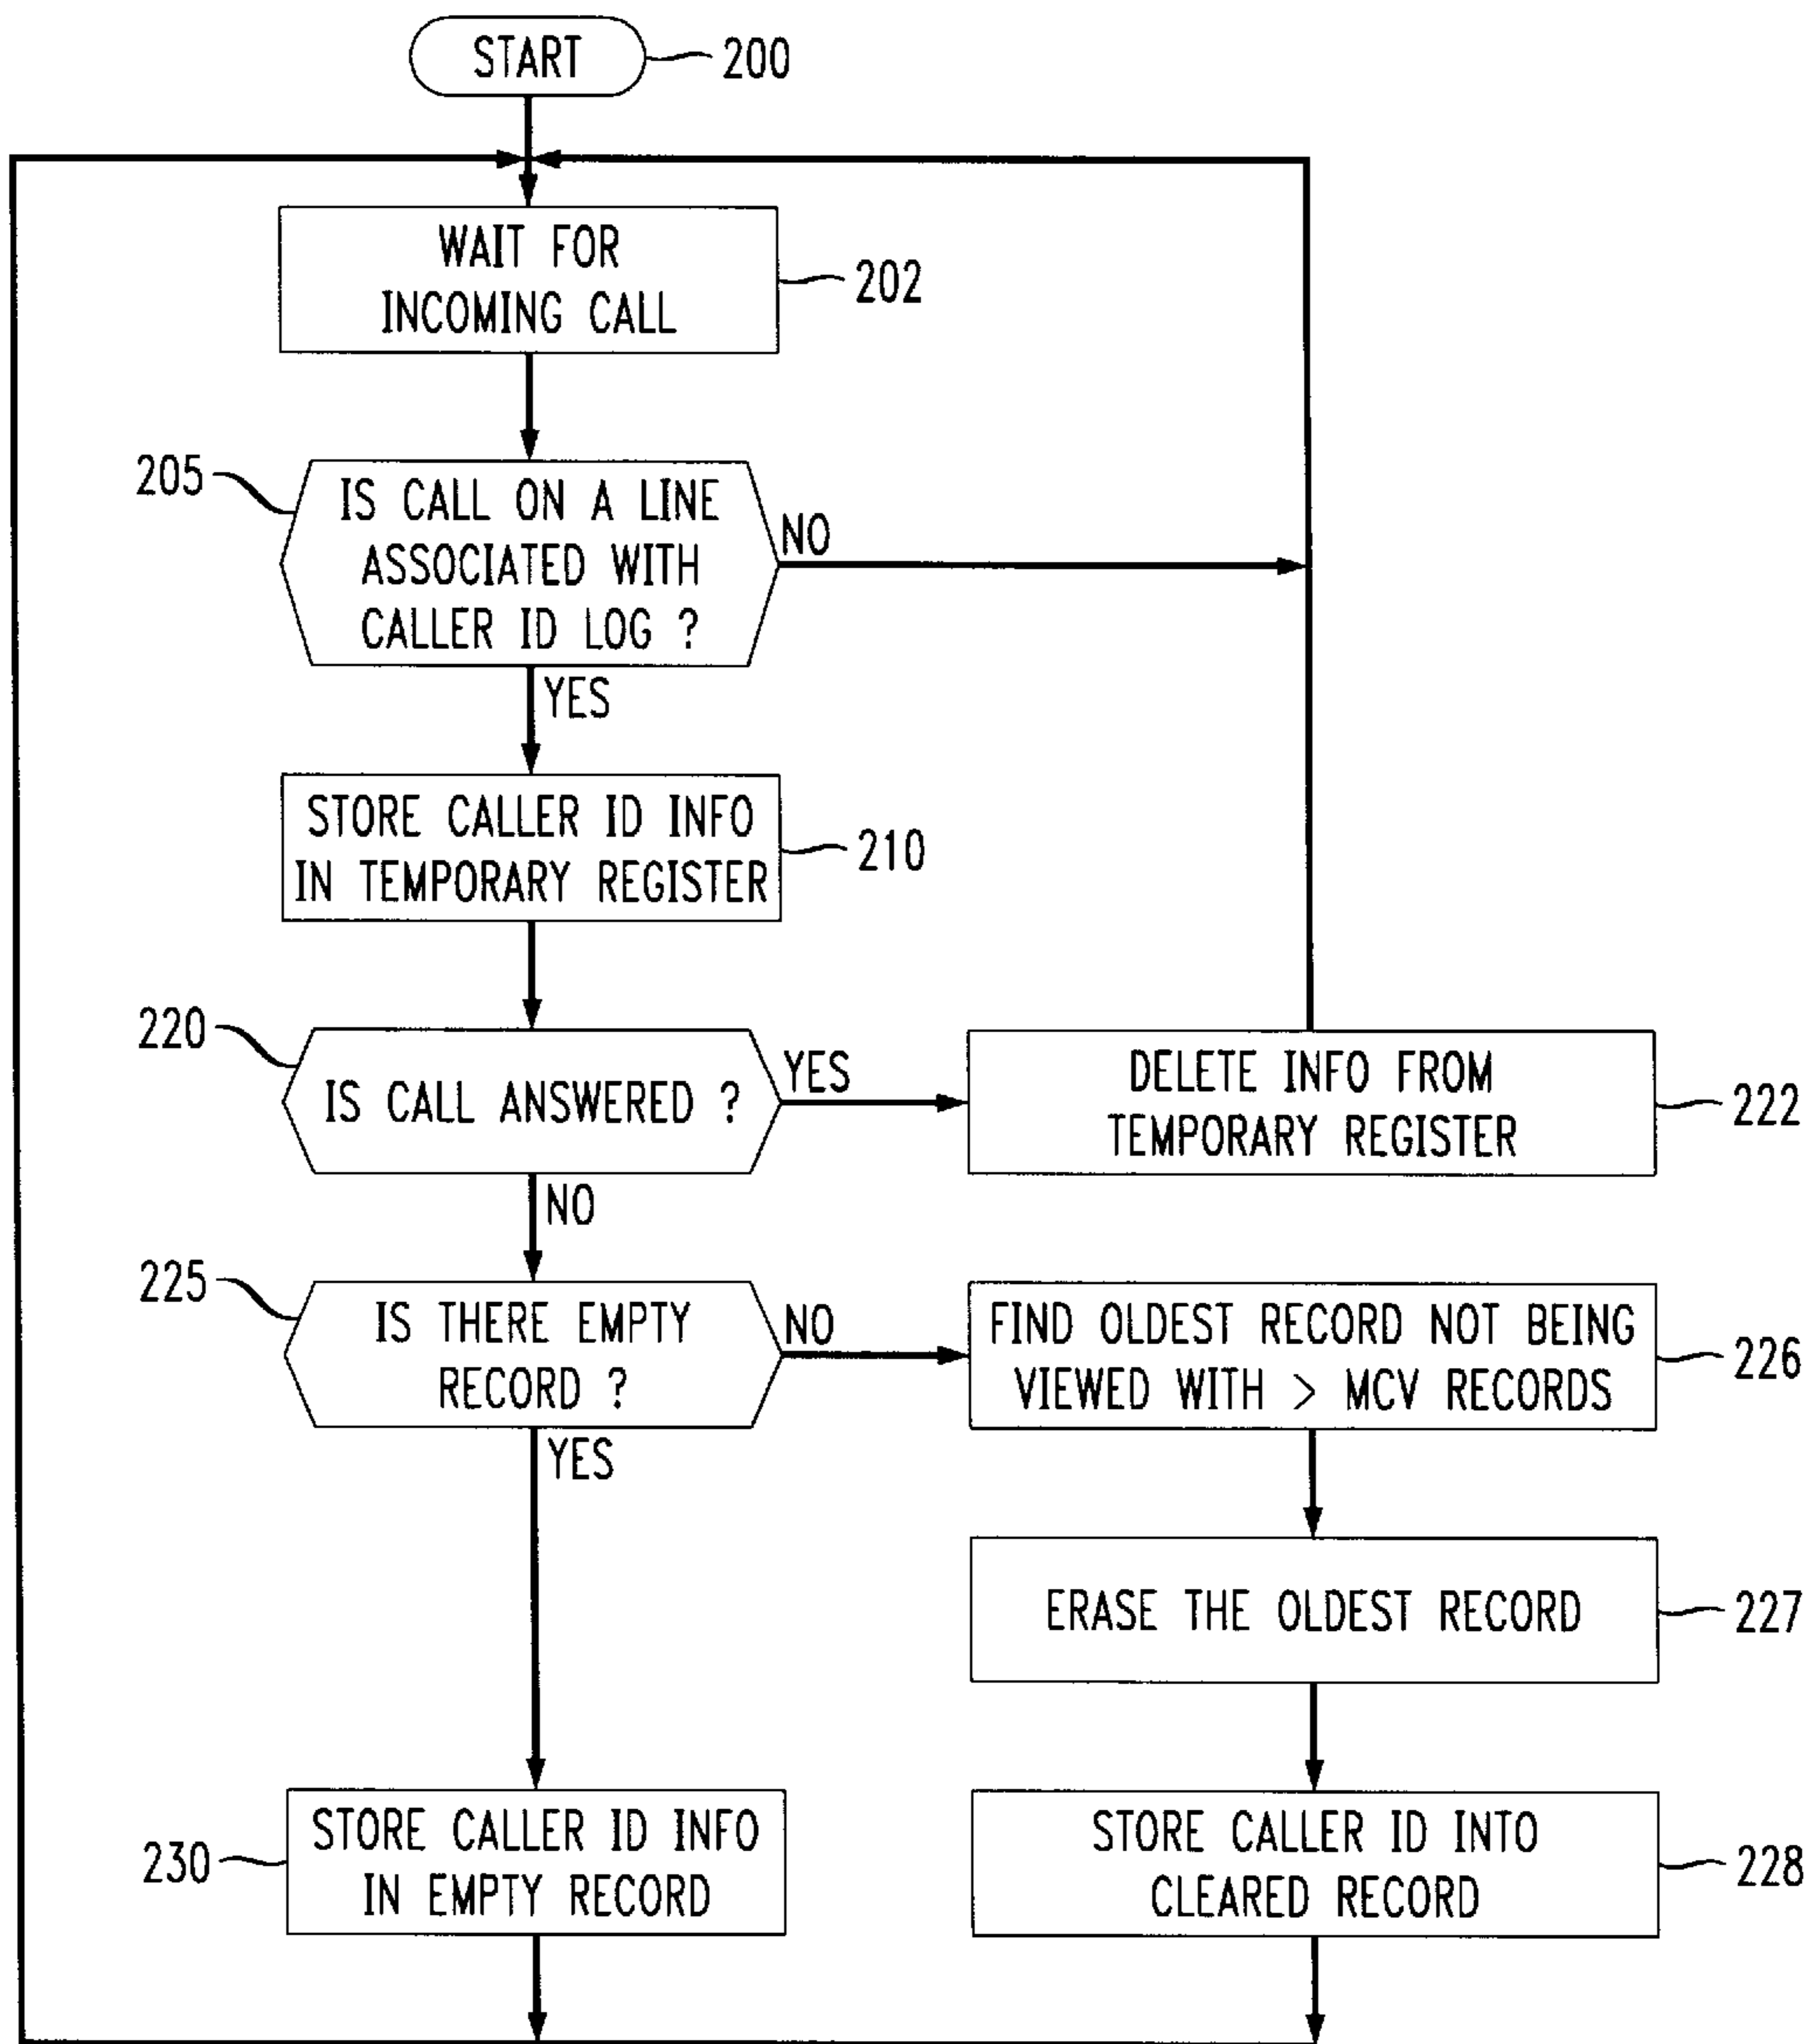 START
200
WAIT FOR
INCOMING CALL
202
205
IS CALL ON A LINE
ASSOCIATED WITH
CALLER ID LOG ?
NO
YES
STORE CALLER ID INFO
IN TEMPORARY REGISTER
210
220
IS CALL ANSWERED ?
YES
DELETE INFO FROM
TEMPORARY REGISTER
222
NO
225
IS THERE EMPTY
RECORD ?
NO
FIND OLDEST RECORD NOT BEING
VIEWED WITH > MCV RECORDS
226
YES
ERASE THE OLDEST RECORD
227
230
STORE CALLER ID INFO
IN EMPTY RECORD
STORE CALLER ID INTO
CLEARED RECORD
228